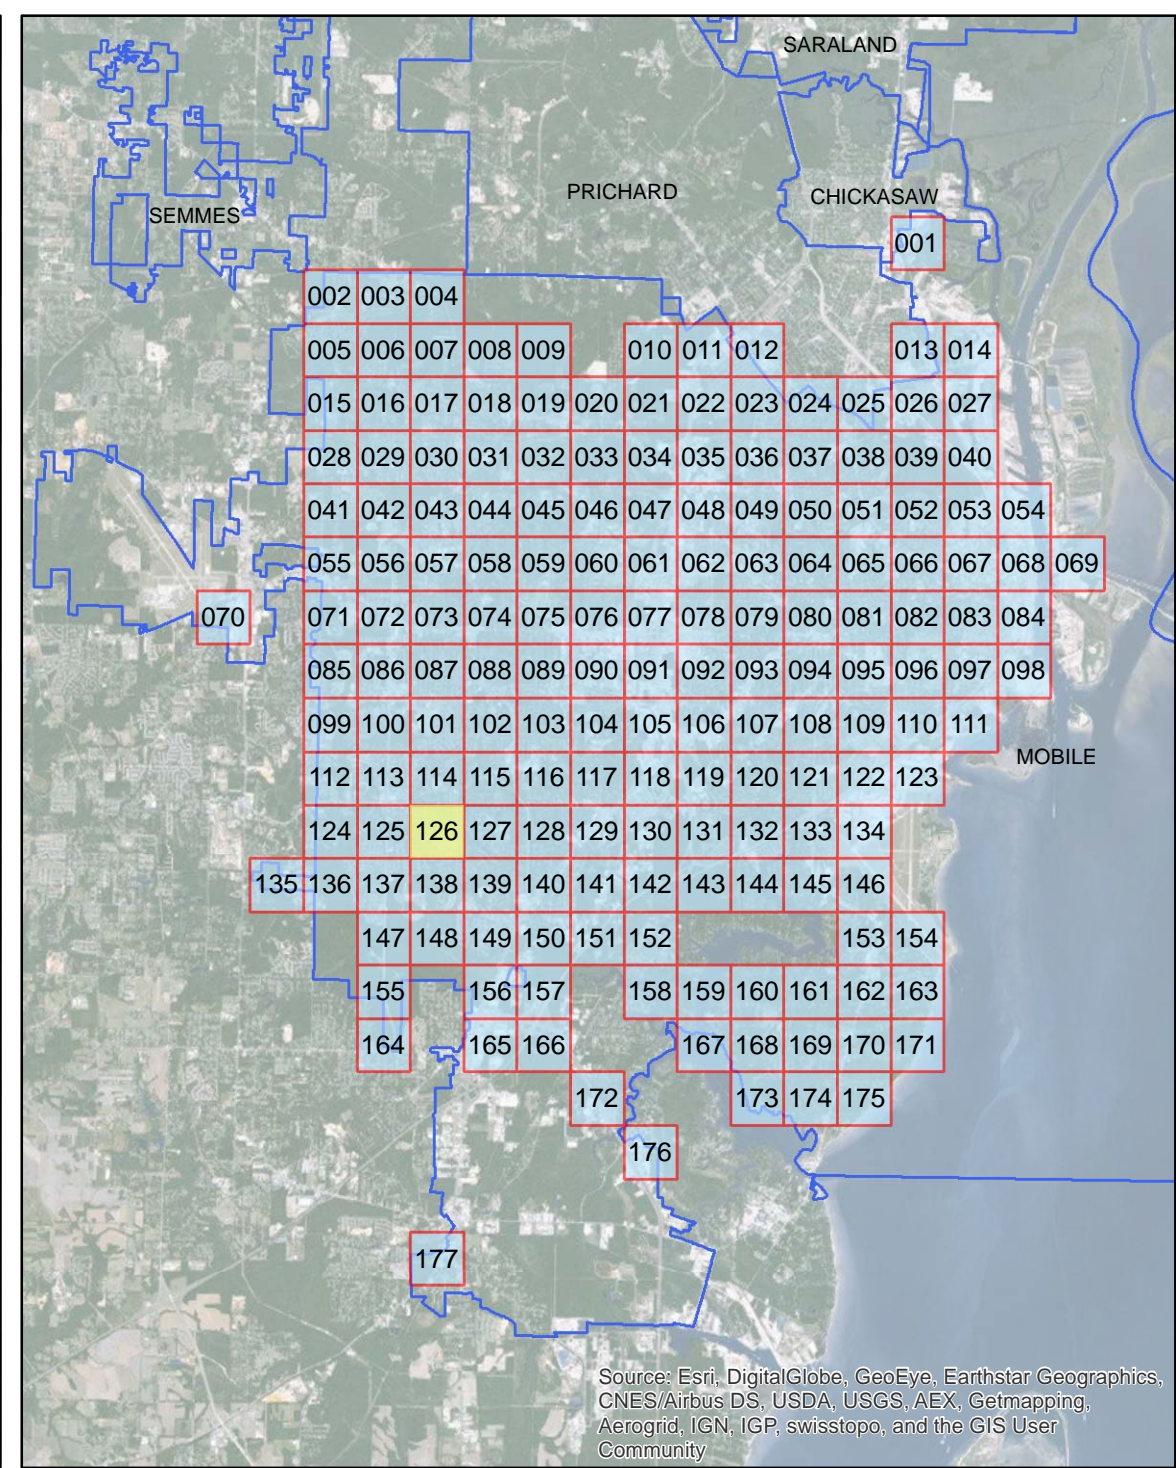 SARALAND
PRICHARD CHICKASAW
SEMMES
001
002 003 004
005 006 007 008 009 010 011 012 013 014
015 016 017 018 019 020 021 022 023 024 025 026 027
028 029 030 031 032 033 034 035 036 037 038 039 040
041 042 043 044 045 046 047 048 049 050 051 052 053 054
055 056 057 058 059 060 061 062 063 064 065 066 067 068 069
070 071 072 073 074 075 076 077 078 079 080 081 082 083 084
085 086 087 088 089 090 091 092 093 094 095 096 097 098
099 100 101 102 103 104 105 106 107 108 109 110 111
MOBILE
112 113 114 115 116 117 118 119 120 121 122 123
124 125 126 127 128 129 130 131 132 133 134
135 136 137 138 139 140 141 142 143 144 145 146
147 148 149 150 151 152 153 154
155 156 157 158 159 160 161 162 163
164 165 166 167 168 169 170 171
172 173 174 175
176
177
Source: Esri, DigitalGlobe, GeoEye, Earthstar Geographics,
CNES/Airbus DS, USDA, USGS, AEX, Getmapping,
Aerogrid, IGN, IGP, swisstopo, and the GIS User
Community